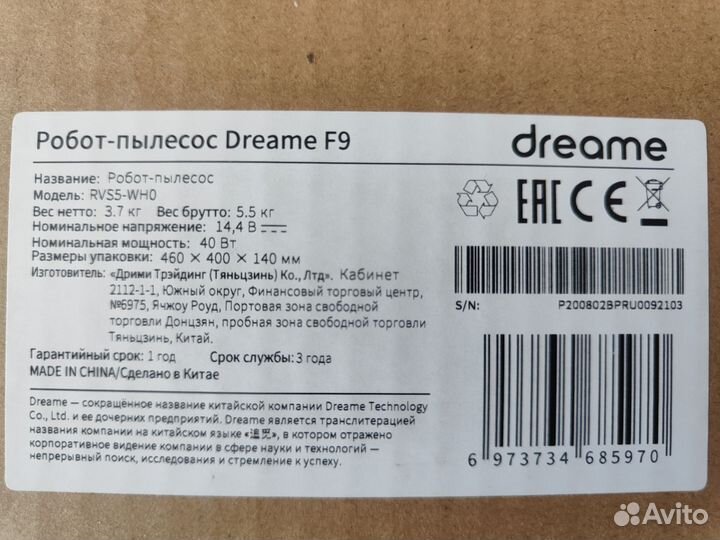 Робот-пылесос Dreame F9
dreame
Название: Робот-пылесос
Модель: RVS5-WH0
Вес нетто: 3.7 кг Вес брутто: 5.5 кг
Номинальное напряжение: 14,4 В ⎓
Номинальная мощность: 40 Вт
Размеры упаковки: 460 × 400 × 140 мм
Изготовитель: «Дрими Трэйдинг (Тяньцзинь) Ко., Лтд». Кабинет
2112-1-1, Южный округ, Финансовый торговый центр,
№6975, Ячжоу Роуд, Портовая зона свободной
торговли Донцзян, пробная зона свободной торговли
Тяньцзинь, Китай.
Гарантийный срок: 1 год Срок службы: 3 года
MADE IN CHINA/Сделано в Китае
Dreame — сокращённое название китайской компании Dreame Technology
Co., Ltd. и ее дочерних предприятий. Dreame является транслитерацией
названия компании на китайском языке «追觅», в котором отражено
корпоративное видение компании в сфере науки и технологий —
непрерывный поиск, исследования и стремление к успеху.
EAC CE
S/N: P200802BPRU0092103
6 973734 685970
Avito